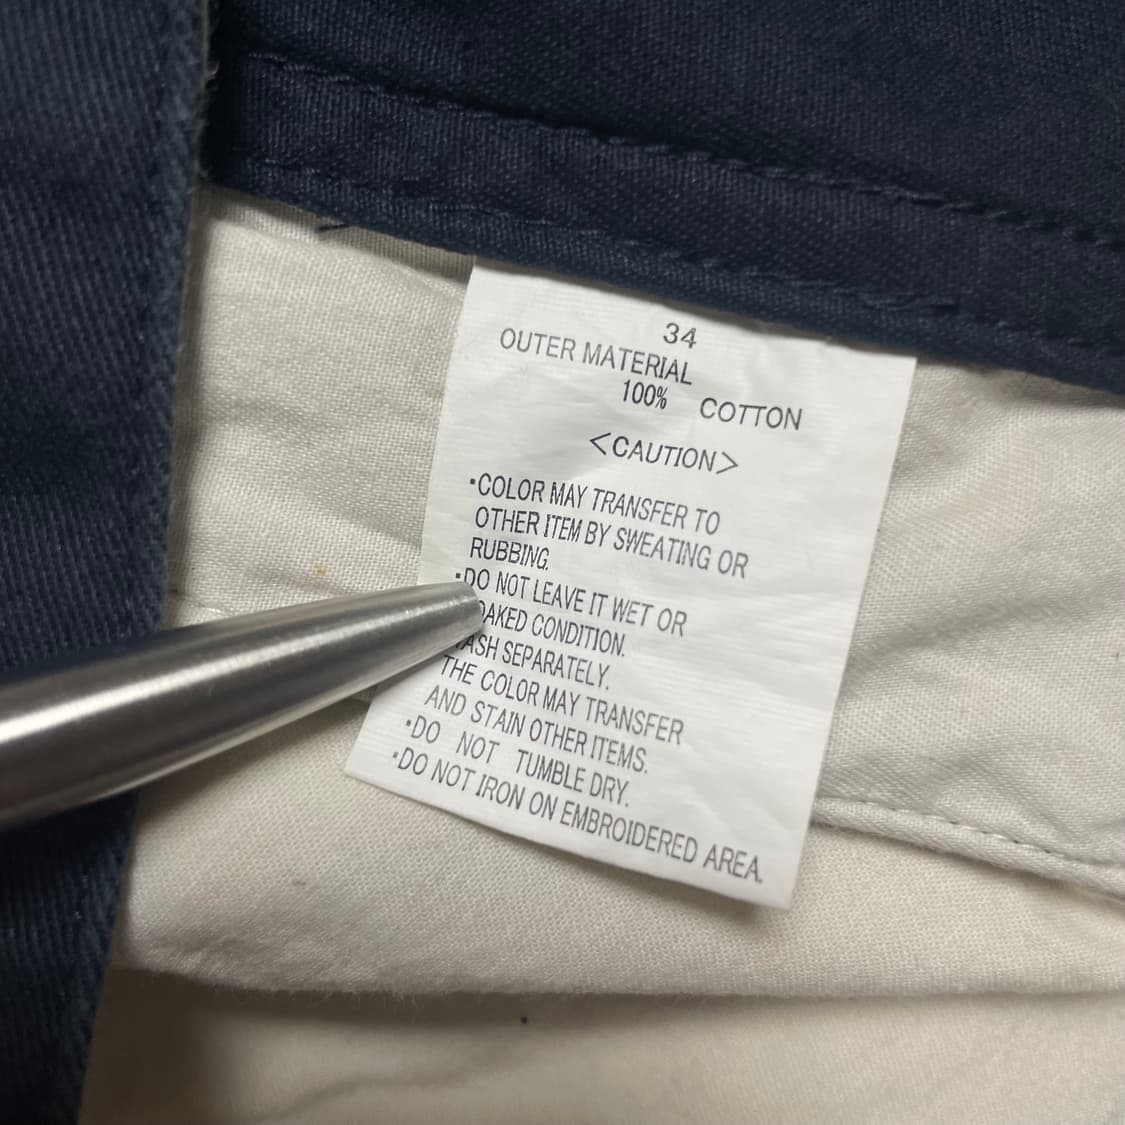 34
OUTER MATERIAL
100% COTTON
<CAUTION>
・COLOR MAY TRANSFER TO
OTHER ITEM BY SWEATING OR
RUBBING.
・DO NOT LEAVE IT WET OR
OAKED CONDITION.
ASH SEPARATELY.
THE COLOR MAY TRANSFER
AND STAIN OTHER ITEMS.
・DO NOT TUMBLE DRY.
・DO NOT IRON ON EMBROIDERED AREA.